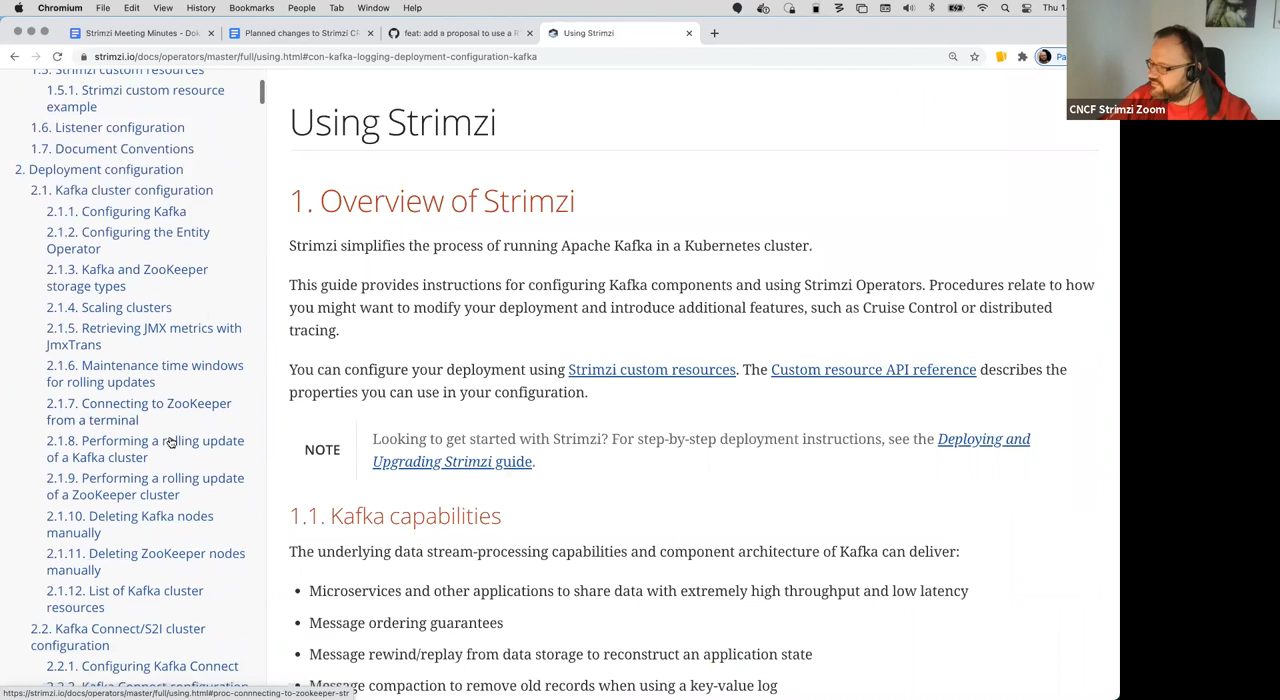 Chromium File Edit View History Bookmarks People Tab Window Help Thu 1
Strimzi Meeting Minutes - Dok
Planned changes to Strimzi CF
feat: add a proposal to use a
Using Strimzi
strimzi.io/docs/operators/master/full/using.html#con-kafka-logging-deployment-configuration-kafka
Pa
CNCF Strimzi Zoom
1.5. Strimzi custom resources
1.5.1. Strimzi custom resource
example
1.6. Listener configuration
1.7. Document Conventions
2. Deployment configuration
2.1. Kafka cluster configuration
2.1.1. Configuring Kafka
2.1.2. Configuring the Entity
Operator
2.1.3. Kafka and ZooKeeper
storage types
2.1.4. Scaling clusters
2.1.5. Retrieving JMX metrics with
JmxTrans
2.1.6. Maintenance time windows
for rolling updates
2.1.7. Connecting to ZooKeeper
from a terminal
2.1.8. Performing a rolling update
of a Kafka cluster
2.1.9. Performing a rolling update
of a ZooKeeper cluster
2.1.10. Deleting Kafka nodes
manually
2.1.11. Deleting ZooKeeper nodes
manually
2.1.12. List of Kafka cluster
resources
2.2. Kafka Connect/S2I cluster
configuration
2.2.1. Configuring Kafka Connect
https://strimzi.io/docs/operators/master/full/using.html#proc-connnecting-to-zookeeper-str
Using Strimzi
1. Overview of Strimzi
Strimzi simplifies the process of running Apache Kafka in a Kubernetes cluster.
This guide provides instructions for configuring Kafka components and using Strimzi Operators. Procedures relate to how
you might want to modify your deployment and introduce additional features, such as Cruise Control or distributed
tracing.
You can configure your deployment using Strimzi custom resources. The Custom resource API reference describes the
properties you can use in your configuration.
NOTE
Looking to get started with Strimzi? For step-by-step deployment instructions, see the Deploying and
Upgrading Strimzi guide.
1.1. Kafka capabilities
The underlying data stream-processing capabilities and component architecture of Kafka can deliver:
• Microservices and other applications to share data with extremely high throughput and low latency
• Message ordering guarantees
• Message rewind/replay from data storage to reconstruct an application state
Message compaction to remove old records when using a key-value log